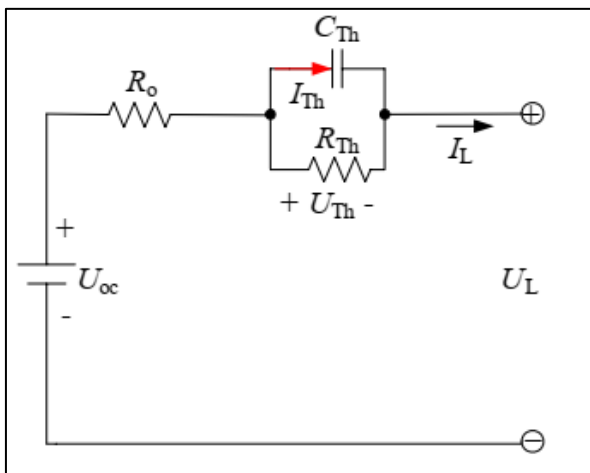 C_Th
R_o
I_Th
R_Th
I_L
+ U_Th -
+
U_oc
-
U_L
+
−